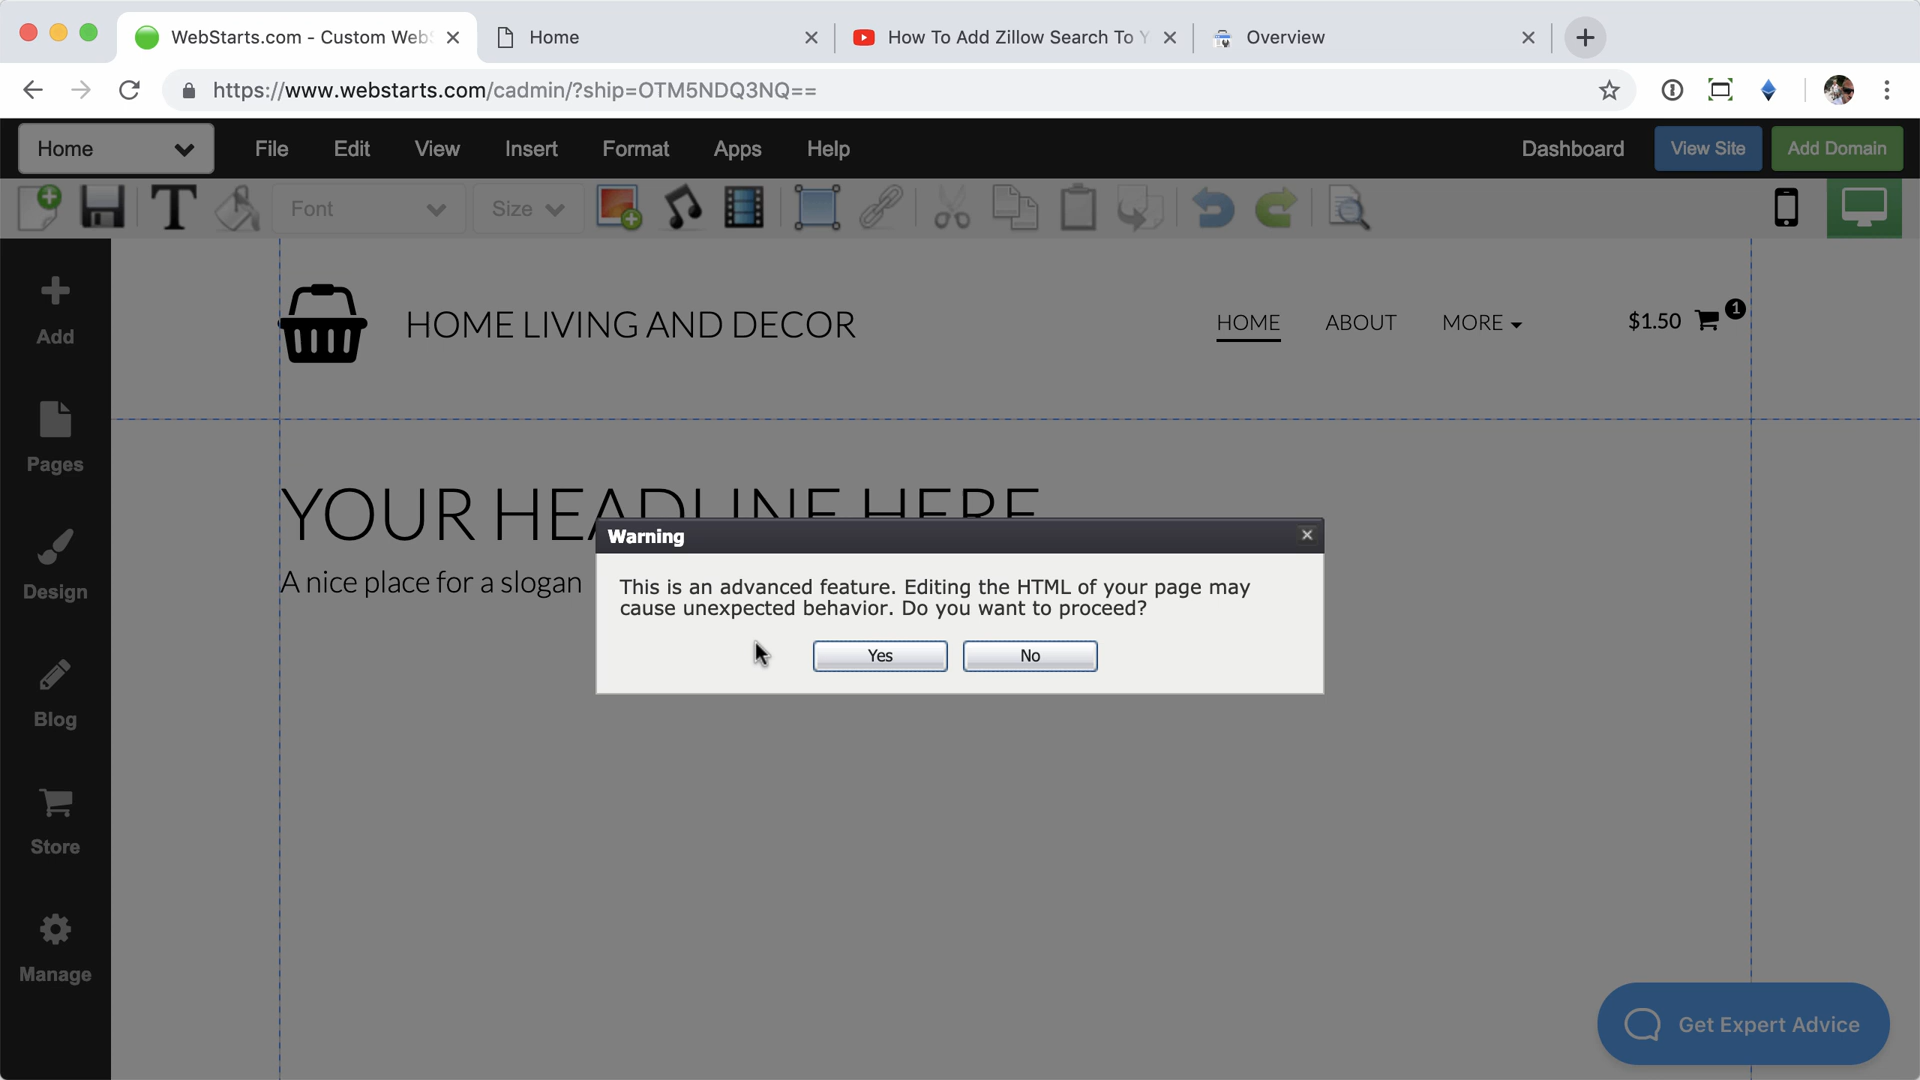 WebStarts.com - Custom WebS
Home
How To Add Zillow Search To Y
Overview
https://www.webstarts.com/cadmin/?ship=OTM5NDQ3NQ==
Home
File
Edit
View
Insert
Format
Apps
Help
Dashboard
View Site
Add Domain
T
Font
Size
Add
Pages
Design
Blog
Store
Manage
HOME LIVING AND DECOR
HOME
ABOUT
MORE
$1.50
1
YOUR HEADLINE HERE
A nice place for a slogan
Warning
This is an advanced feature. Editing the HTML of your page may
cause unexpected behavior. Do you want to proceed?
Yes
No
Get Expert Advice